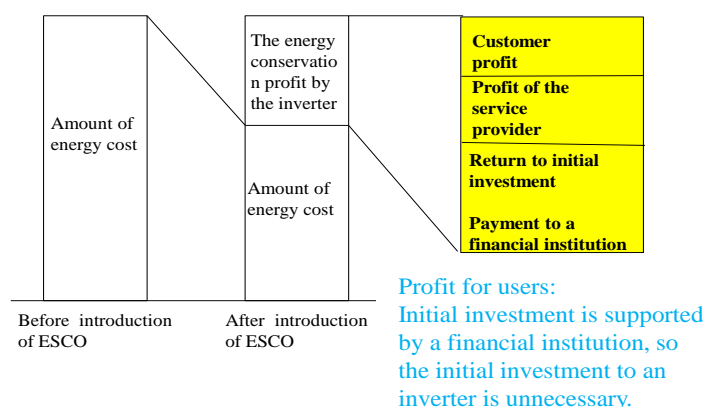 Amount of
energy cost
The energy
conservatio
n profit by
the inverter
Amount of
energy cost
Customer
profit
Profit of the
service
provider
Return to initial
investment
Payment to a
financial institution
Before introduction
of ESCO
After introduction
of ESCO
Profit for users:
Initial investment is supported
by a financial institution, so
the initial investment to an
inverter is unnecessary.